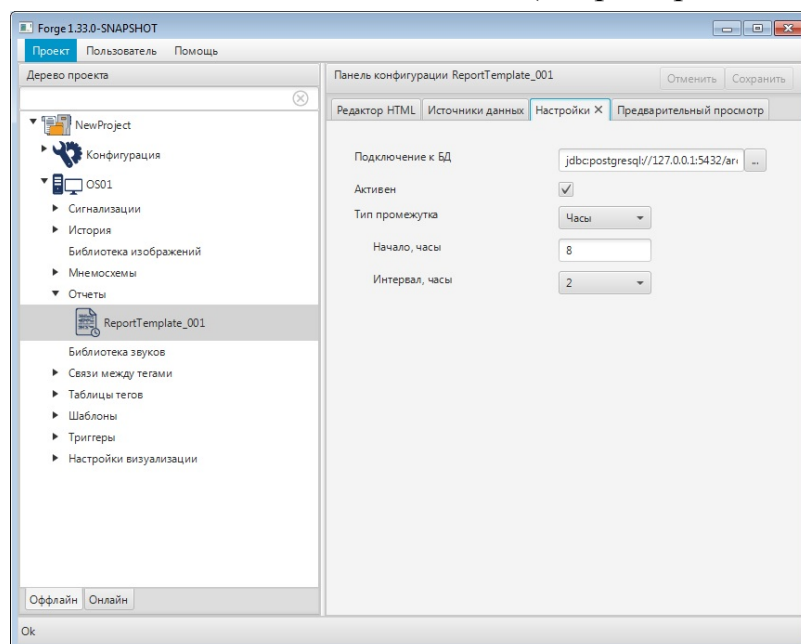 Forge 1.33.0-SNAPSHOT
Проект Пользователь Помощь
Дерево проекта
NewProject
Конфигурация
OS01
Сигнализации
История
Библиотека изображений
Мнемосхемы
Отчеты
ReportTemplate_001
Библиотека звуков
Связи между тегами
Таблицы тегов
Шаблоны
Триггеры
Настройки визуализации
Оффлайн Онлайн
Панель конфигурации ReportTemplate_001 Отменить Сохранить
Редактор HTML Источники данных Настройки Предварительный просмотр
Подключение к БД jdbc:postgresql://127.0.0.1:5432/ar ...
Активен
Тип промежутка Часы
Начало, часы 8
Интервал, часы 2
Ok